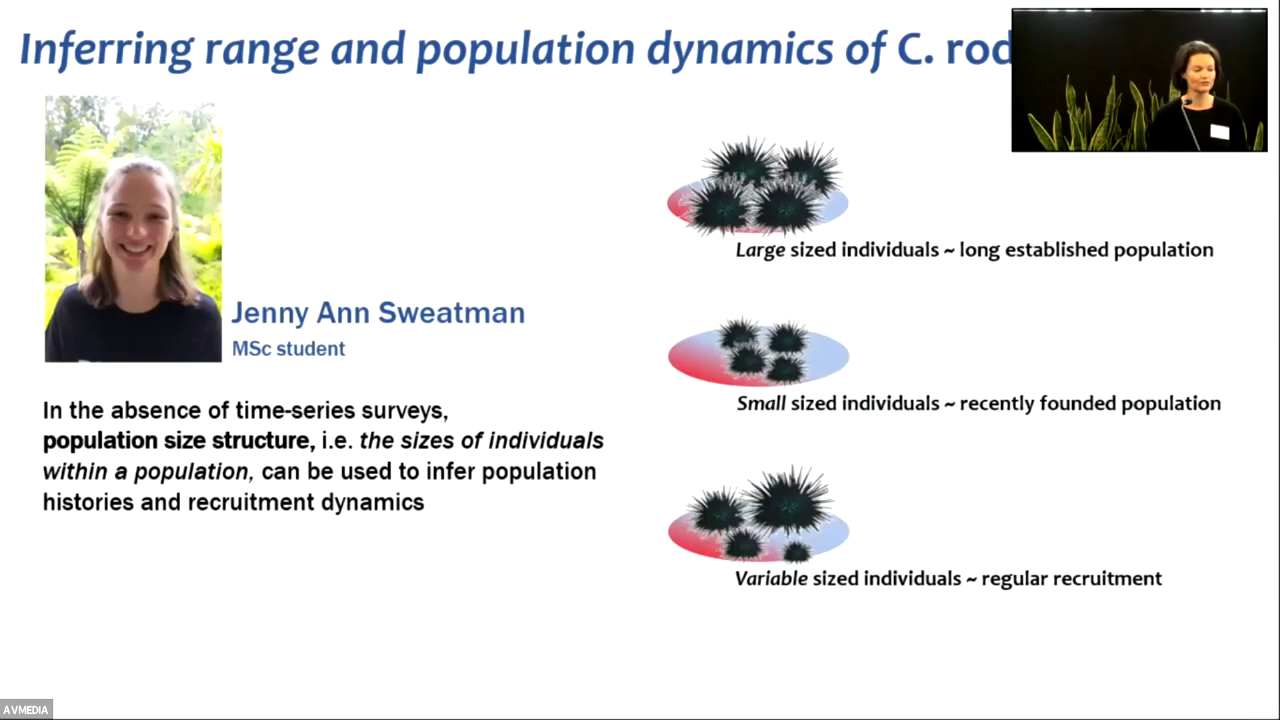 Inferring range and population dynamics of C. rod
Jenny Ann Sweatman
MSc student
In the absence of time-series surveys,
population size structure, i.e. the sizes of individuals
within a population, can be used to infer population
histories and recruitment dynamics
Large sized individuals ~ long established population
Small sized individuals ~ recently founded population
Variable sized individuals ~ regular recruitment
AVMEDIA